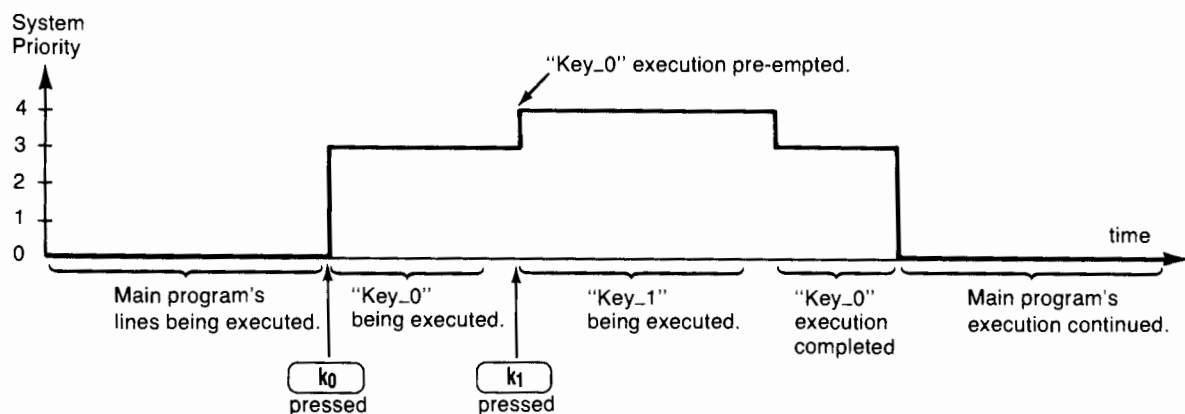 System
Priority
“Key_0” execution pre-empted.
4
3
2
1
0
time
Main program's
lines being executed.
“Key_0”
being executed.
“Key_1”
being executed.
“Key_0”
execution
completed
Main program's
execution continued.
k0
pressed
k1
pressed